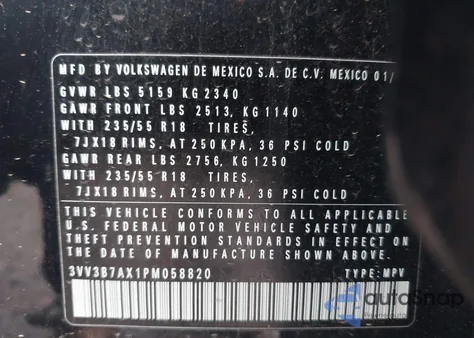 MFD BY VOLKSWAGEN DE MEXICO S.A. DE C.V. MEXICO 01/
GVWR LBS 5159 KG 2340
GAWR FRONT LBS 2513, KG 1140
WITH 235/55 R18 TIRES,
7JX18 RIMS, AT 250 KPA, 36 PSI COLD
GAWR REAR LBS 2756, KG 1250
WITH 235/55 R18 TIRES,
7JX18 RIMS, AT 250 KPA, 36 PSI COLD
THIS VEHICLE CONFORMS TO ALL APPLICABLE
U.S. FEDERAL MOTOR VEHICLE SAFETY AND
THEFT PREVENTION STANDARDS IN EFFECT ON
THE DATE OF MANUFACTURE SHOWN ABOVE.
3VV3B7AX1PM058820 TYPE: MPV
autoSnap